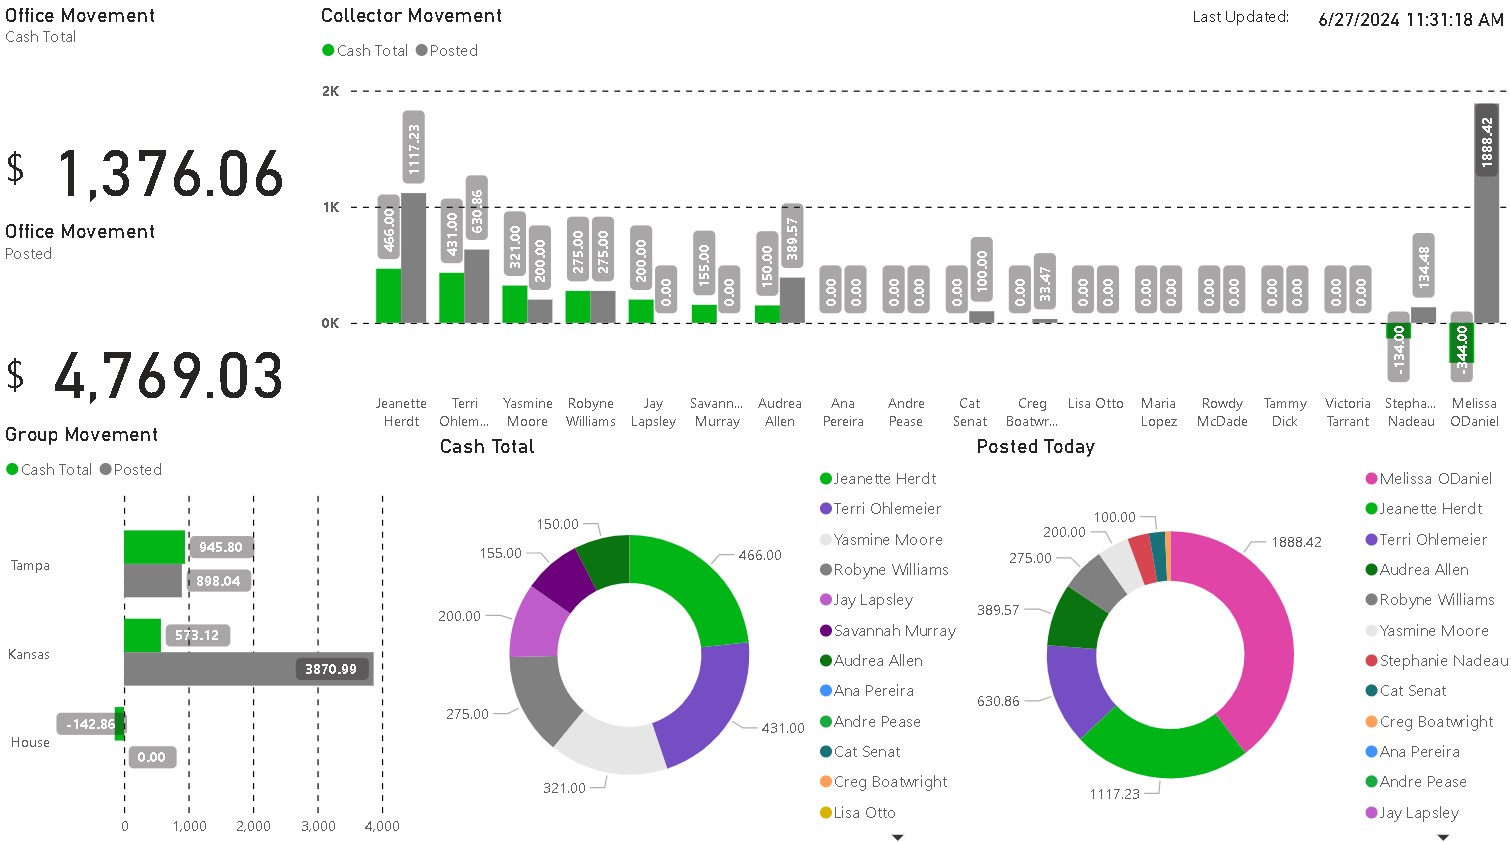 Office Movement
Cash Total
$ 1,376.06
Office Movement
Posted
$ 4,769.03
Collector Movement
Last Updated: 6/27/2024 11:31:18 AM
Cash Total Posted
2K
1K
0K
466.00 1117.23 431.00 630.86 321.00 200.00 275.00 275.00 200.00 0.00 155.00 0.00 150.00 389.57 0.00 0.00 0.00 0.00 0.00 100.00 0.00 33.47 0.00 0.00 0.00 0.00 0.00 0.00 0.00 0.00 0.00 0.00 -134.00 134.48 -344.00 1888.42
Jeanette Terri Yasmine Robyne Jay Savann... Audrea Ana Andre Cat Creg Lisa Otto Maria Rowdy Tammy Victoria Stepha... Melissa
Herdt Ohlem... Moore Williams Lapsley Murray Allen Pereira Pease Senat Boatwr... Lopez McDade Dick Tarrant Nadeau ODaniel
Group Movement
Cash Total Posted
Tampa
945.80
898.04
Kansas
573.12
3870.99
House
-142.86
0.00
0 1,000 2,000 3,000 4,000
Cash Total
466.00
431.00
321.00
275.00
200.00
155.00
150.00
Jeanette Herdt
Terri Ohlemeier
Yasmine Moore
Robyne Williams
Jay Lapsley
Savannah Murray
Audrea Allen
Ana Pereira
Andre Pease
Cat Senat
Creg Boatwright
Lisa Otto
Posted Today
1888.42
1117.23
630.86
389.57
275.00
200.00
100.00
Melissa ODaniel
Jeanette Herdt
Terri Ohlemeier
Audrea Allen
Robyne Williams
Yasmine Moore
Stephanie Nadeau
Cat Senat
Creg Boatwright
Ana Pereira
Andre Pease
Jay Lapsley